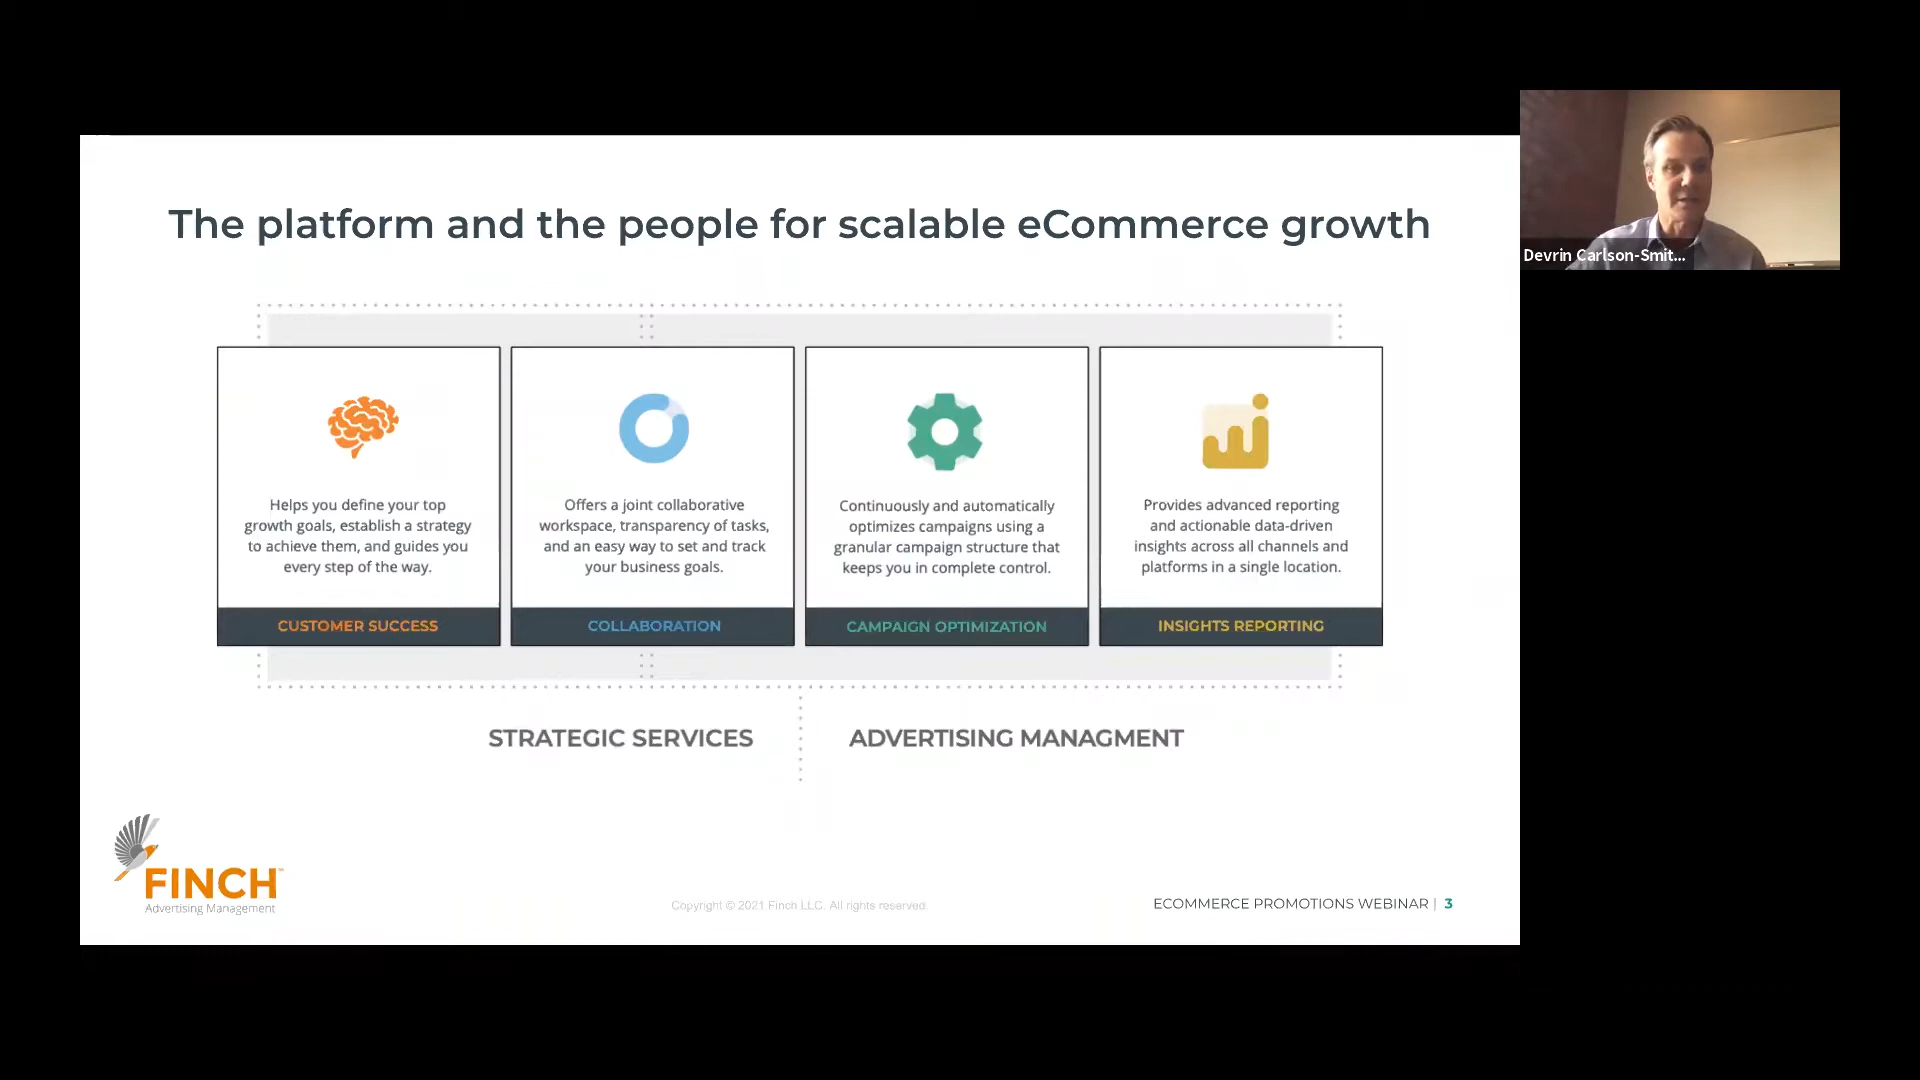 The platform and the people for scalable eCommerce growth
Devrin Carlson-Smit...
Helps you define your top
growth goals, establish a strategy
to achieve them, and guides you
every step of the way.
CUSTOMER SUCCESS
Offers a joint collaborative
workspace, transparency of tasks,
and an easy way to set and track
your business goals.
COLLABORATION
Continuously and automatically
optimizes campaigns using a
granular campaign structure that
keeps you in complete control.
CAMPAIGN OPTIMIZATION
Provides advanced reporting
and actionable data-driven
insights across all channels and
platforms in a single location.
INSIGHTS REPORTING
STRATEGIC SERVICES
ADVERTISING MANAGMENT
FINCH™
Advertising Management
Copyright © 2021 Finch LLC. All rights reserved.
ECOMMERCE PROMOTIONS WEBINAR | 3